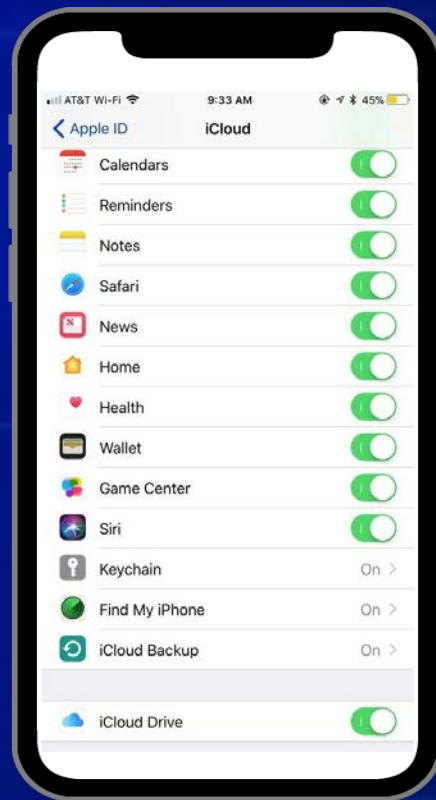 AT&T Wi-Fi 9:33 AM 45%
Apple ID iCloud
Calendars
Reminders
Notes
Safari
News
Home
Health
Wallet
Game Center
Siri
Keychain On
Find My iPhone On
iCloud Backup On
iCloud Drive